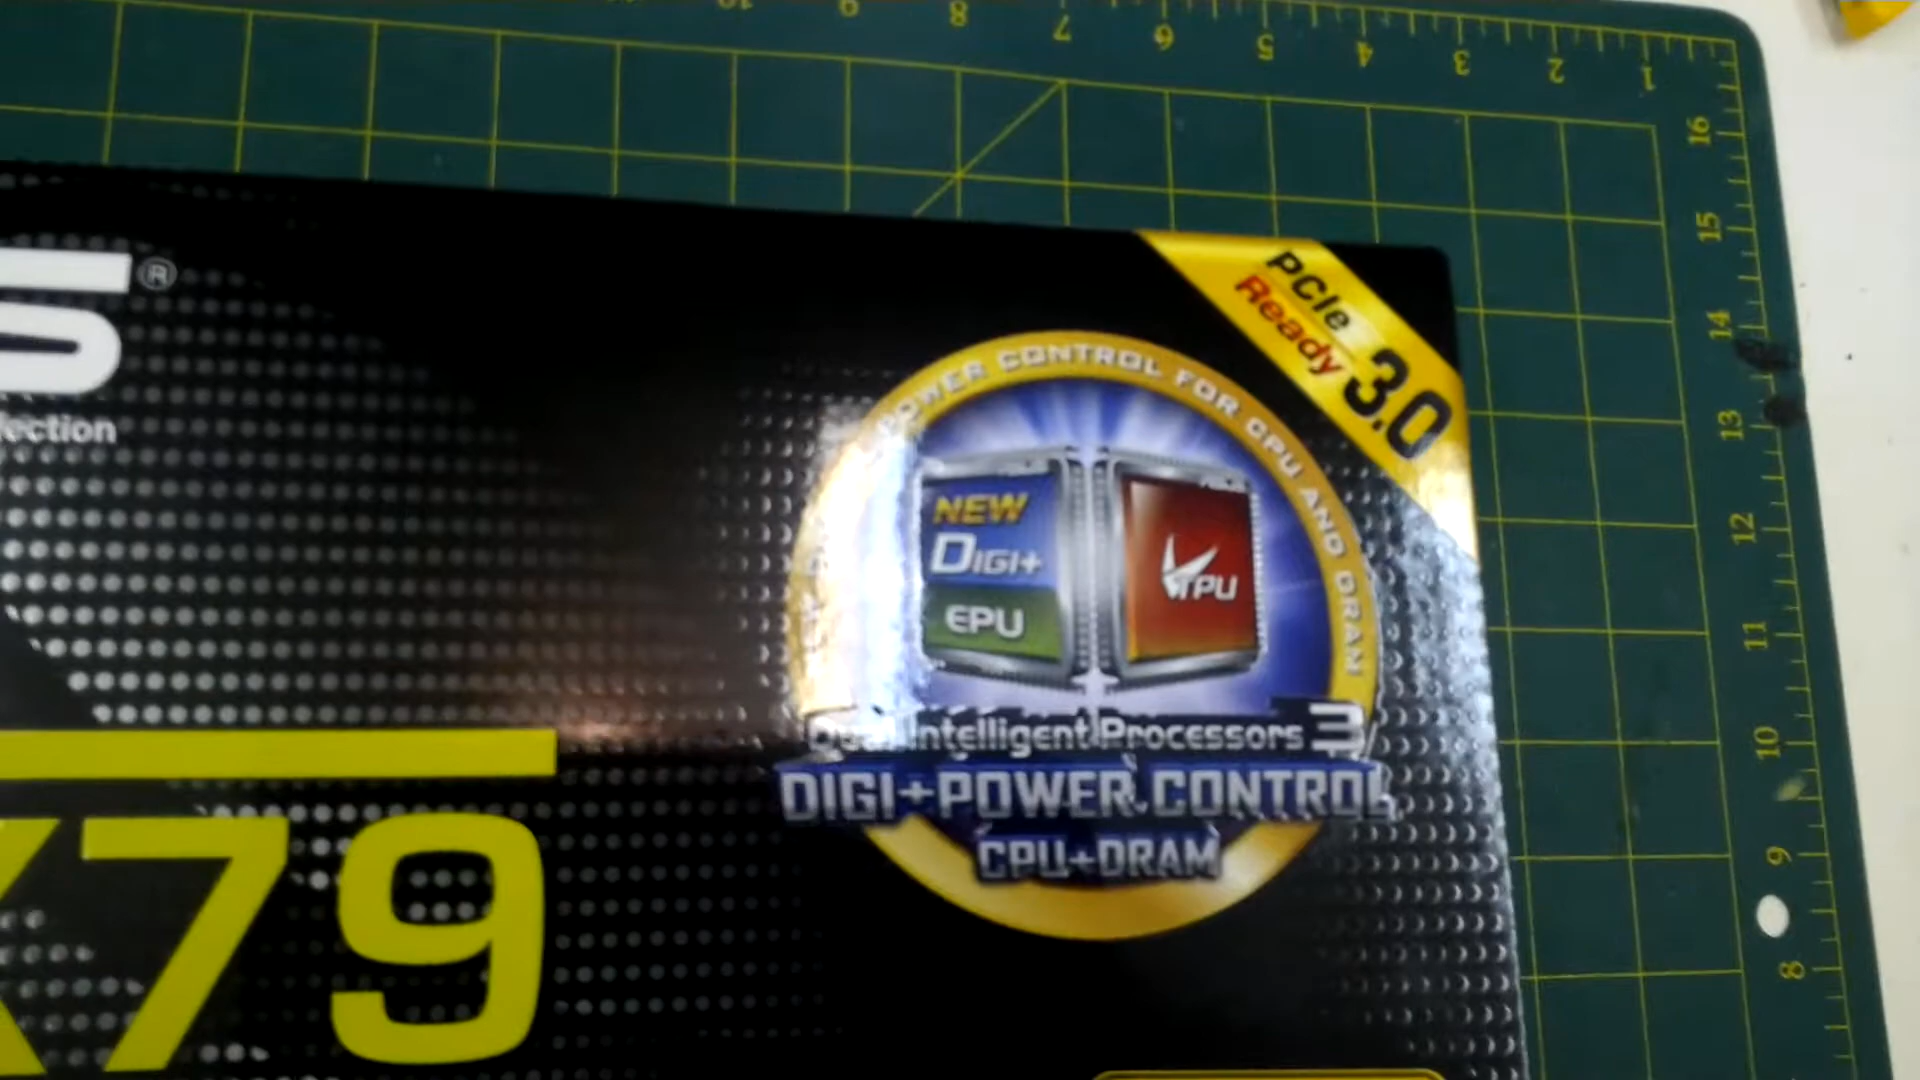 10 9 8 7 6 5 4 3 2 1
16
15
14
13
12
11
10
9
8
S®
PCIe
Ready 3.0
POWER CONTROL FOR CPU AND DRAM
NEW
DIGI+
EPU
TPU
Intelligent Processors 3
DIGI+ POWER CONTROL
CPU+DRAM
X79